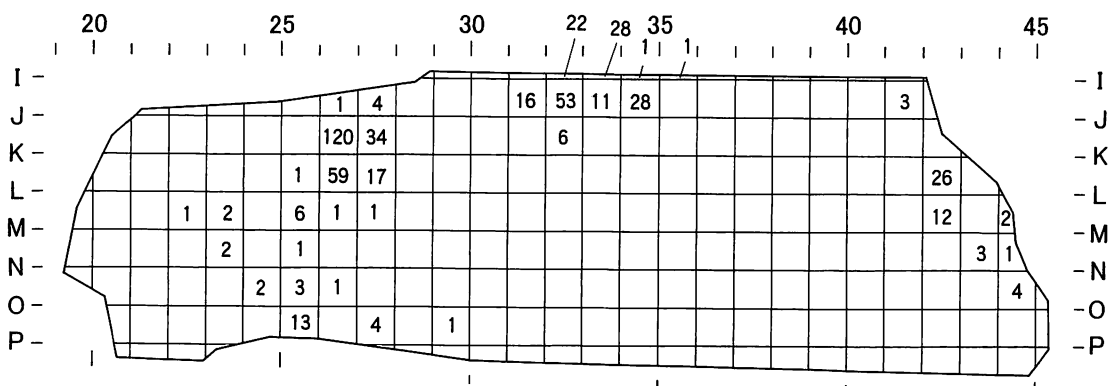 20 25 30 22 28 35 40 45
1 1
I I
1 4 16 53 11 28 3
J J
120 34 6
K K
1 59 17 26
L L
1 2 6 1 1 12 2
M M
2 1 3 1
N N
2 3 1 4
O O
13 4 1
P P